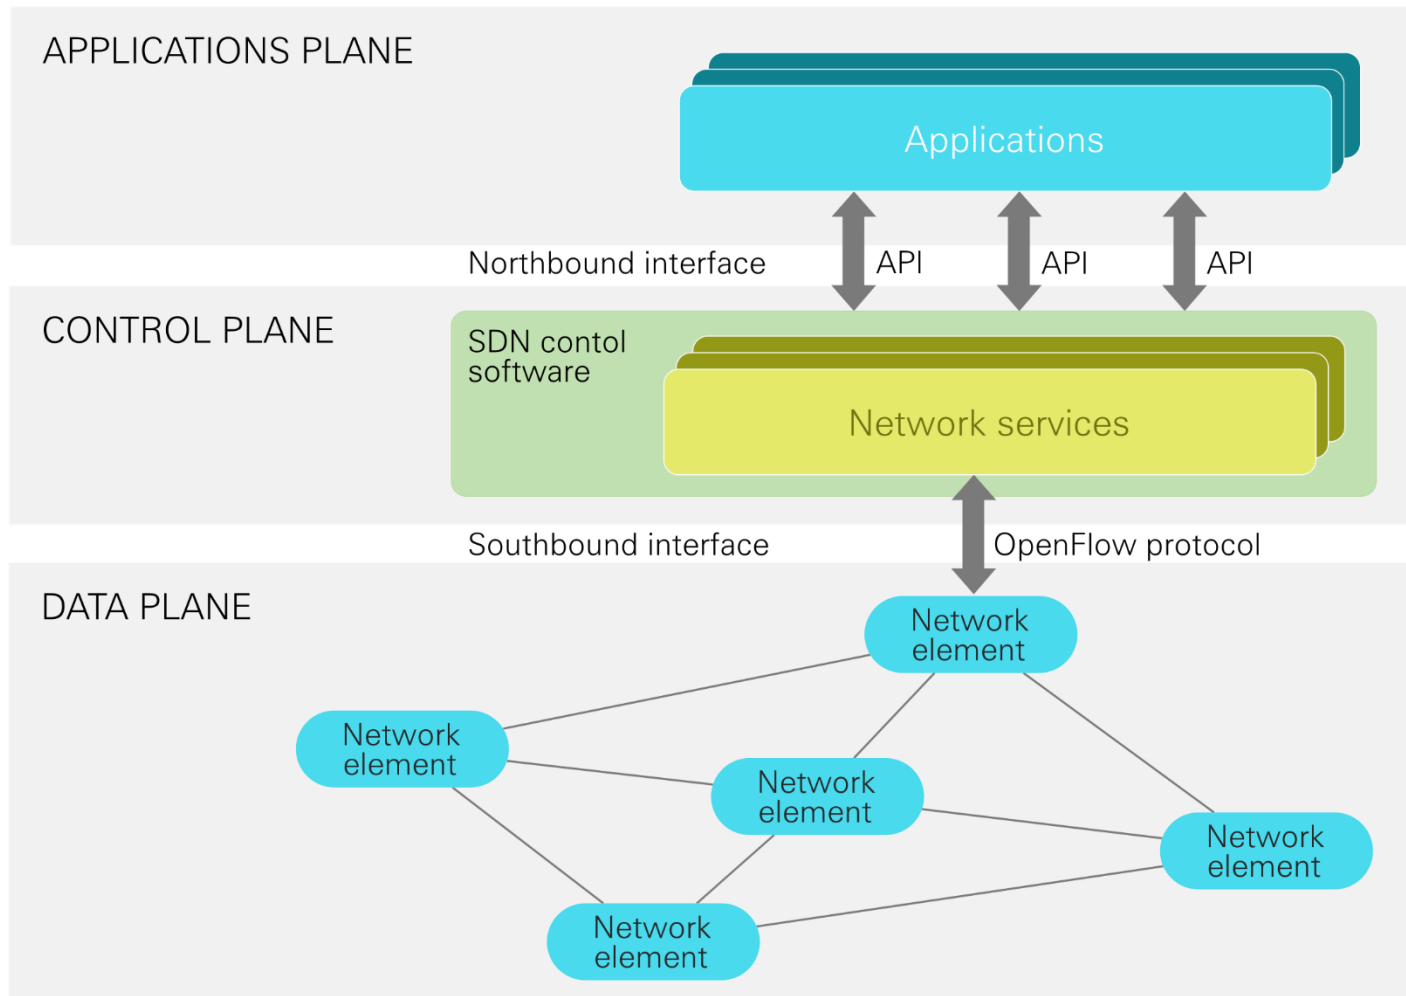 APPLICATIONS PLANE
Applications
Northbound interface
API
API
API
CONTROL PLANE
SDN contol
software
Network services
Southbound interface
OpenFlow protocol
DATA PLANE
Network
element
Network
element
Network
element
Network
element
Network
element